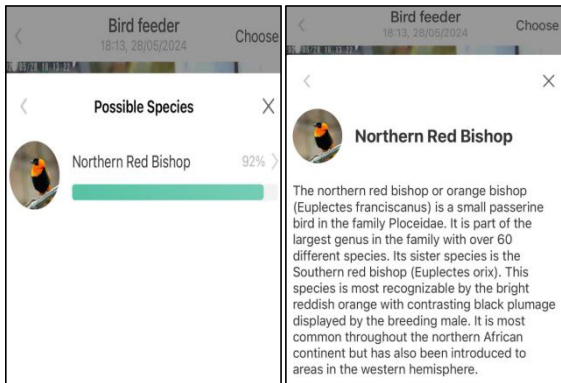 Bird feeder
18:13, 28/05/2024
Choose
Possible Species
Northern Red Bishop
92%
Bird feeder
18:13, 28/05/2024
Choose
Northern Red Bishop
The northern red bishop or orange bishop
(Euplectes franciscanus) is a small passerine
bird in the family Ploceidae. It is part of the
largest genus in the family with over 60
different species. Its sister species is the
Southern red bishop (Euplectes orix). This
species is most recognizable by the bright
reddish orange with contrasting black plumage
displayed by the breeding male. It is most
common throughout the northern African
continent but has also been introduced to
areas in the western hemisphere.